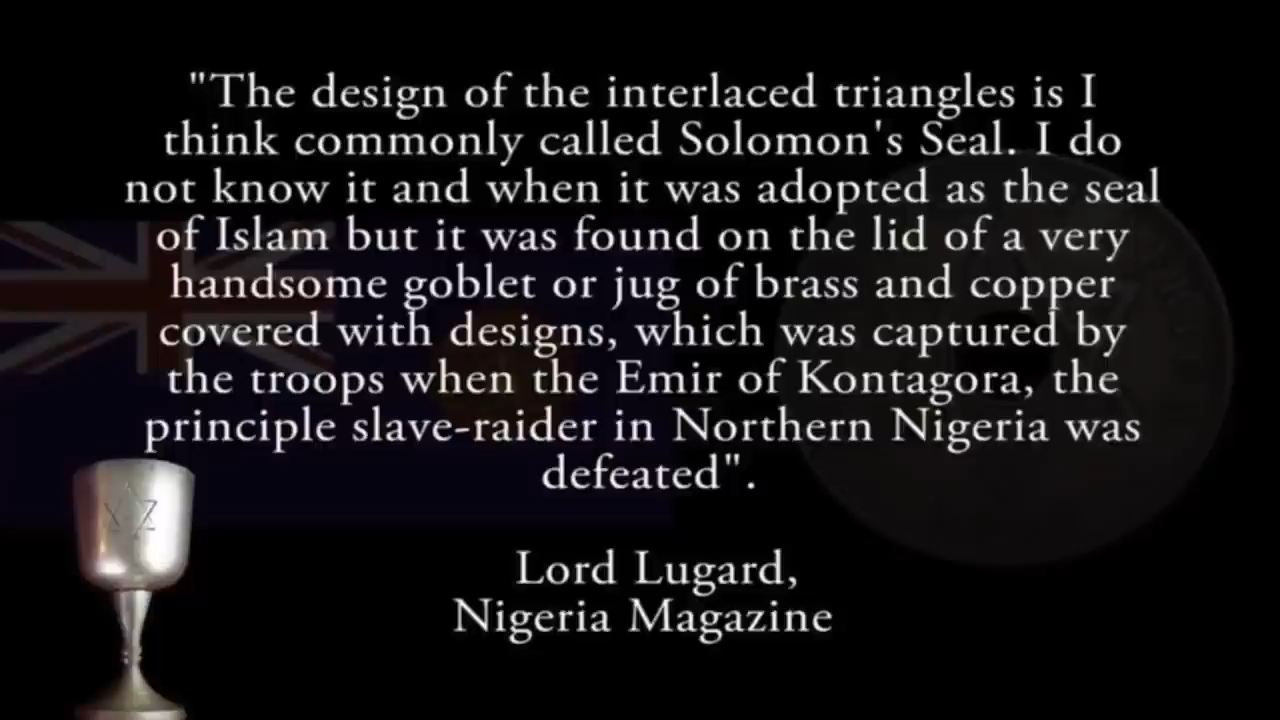 "The design of the interlaced triangles is I
think commonly called Solomon's Seal. I do
not know it and when it was adopted as the seal
of Islam but it was found on the lid of a very
handsome goblet or jug of brass and copper
covered with designs, which was captured by
the troops when the Emir of Kontagora, the
principle slave-raider in Northern Nigeria was
defeated".
Lord Lugard,
Nigeria Magazine